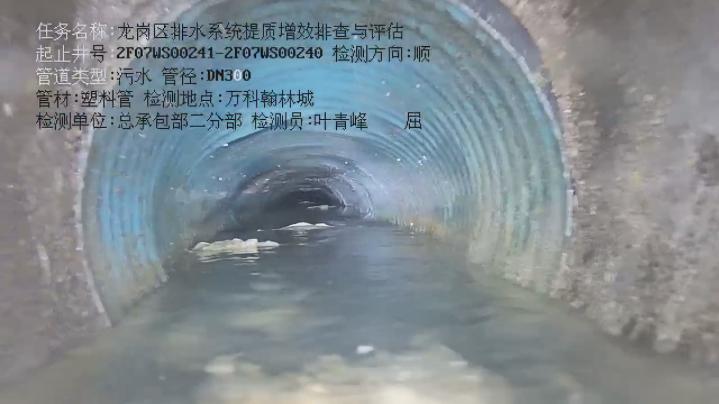 任务名称:龙岗区排水系统提质增效排查与评估
起止井号 2F07WS00241-2F07WS00240 检测方向:顺
管道类型:污水 管径:DN300
管材:塑料管 检测地点:万科翰林城
检测单位:总承包部二分部 检测员:叶青峰 屈